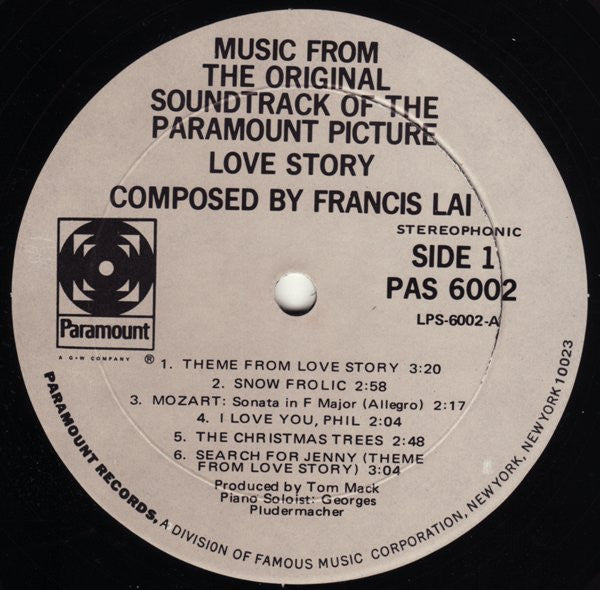 MUSIC FROM
THE ORIGINAL
SOUNDTRACK OF THE
PARAMOUNT PICTURE
LOVE STORY
COMPOSED BY FRANCIS LAI
STEREOPHONIC
SIDE 1
PAS 6002
LPS-6002-A
Paramount
A G+W COMPANY ®
1. THEME FROM LOVE STORY 3:20
2. SNOW FROLIC 2:58
3. MOZART: Sonata in F Major (Allegro) 2:17
4. I LOVE YOU, PHIL 2:04
5. THE CHRISTMAS TREES 2:48
6. SEARCH FOR JENNY (THEME
FROM LOVE STORY) 3:04
Produced by Tom Mack
Piano Soloist: Georges
Pludermacher
PARAMOUNT RECORDS, A DIVISION OF FAMOUS MUSIC CORPORATION, NEW YORK, NEW YORK 10023